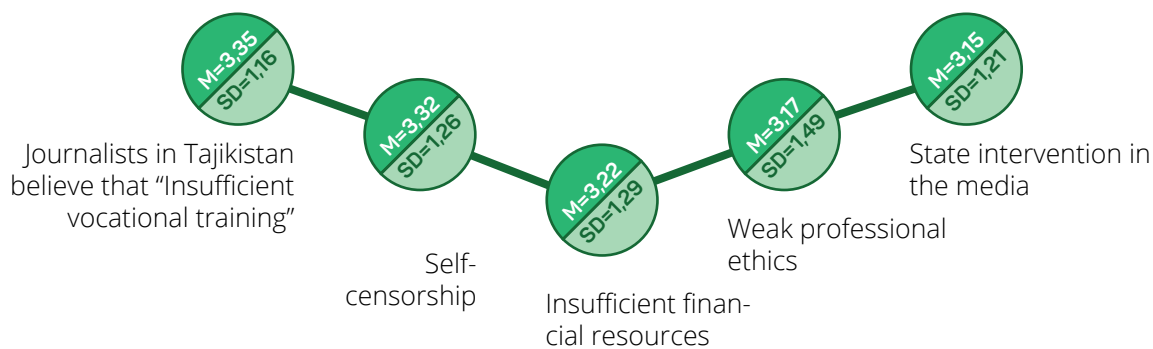 M=3,35
SD=1,16
Journalists in Tajikistan
believe that “Insufficient
vocational training”
M=3,32
SD=1,26
Self-
censorship
M=3,22
SD=1,29
Insufficient finan-
cial resources
M=3,17
SD=1,49
Weak professional
ethics
M=3,15
SD=1,21
State intervention in
the media